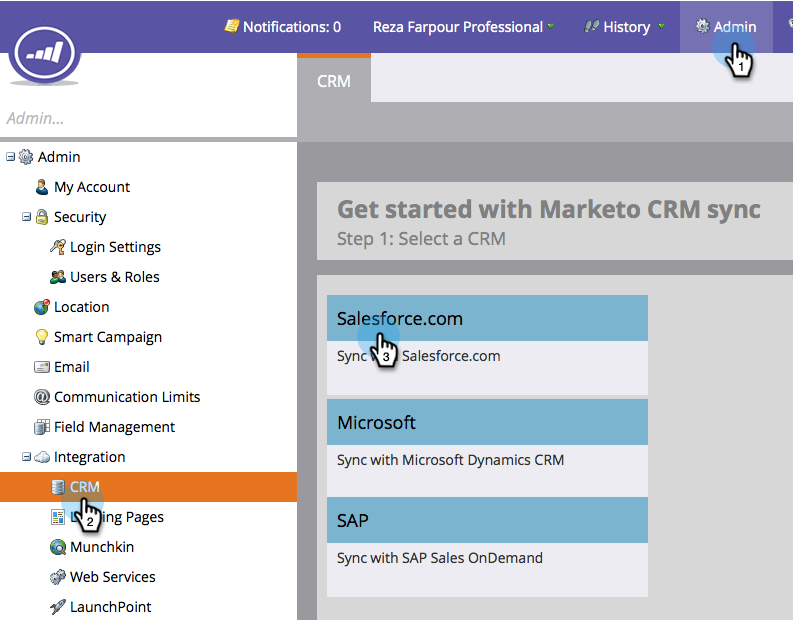 Notifications: 0 Reza Farpour Professional History Admin
1
CRM
Admin...
Admin
My Account
Security
Login Settings
Users & Roles
Location
Smart Campaign
Email
Communication Limits
Field Management
Integration
CRM
2
ing Pages
Munchkin
Web Services
LaunchPoint
Get started with Marketo CRM sync
Step 1: Select a CRM
Salesforce.com
3
Sync Salesforce.com
Microsoft
Sync with Microsoft Dynamics CRM
SAP
Sync with SAP Sales OnDemand